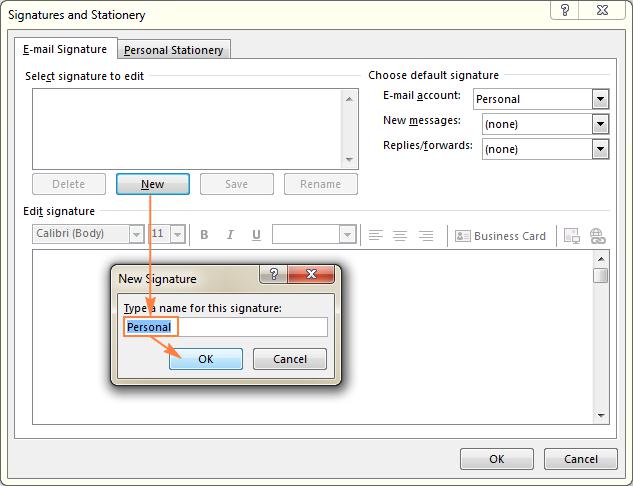 Signatures and Stationery
E-mail Signature
Personal Stationery
Select signature to edit
Choose default signature
E-mail account:
Personal
New messages:
(none)
Replies/forwards:
(none)
Delete
New
Save
Rename
Edit signature
Calibri (Body)
11
B
I
U
Business Card
New Signature
Type a name for this signature:
Personal
OK
Cancel
OK
Cancel